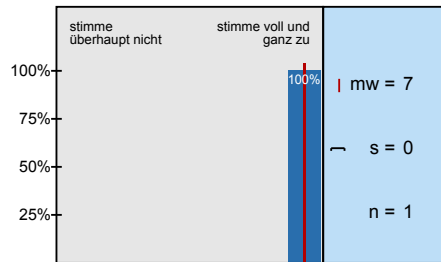 stimme
überhaupt nicht
stimme voll und
ganz zu
100%
75%
50%
25%
100%
mw = 7
s = 0
n = 1